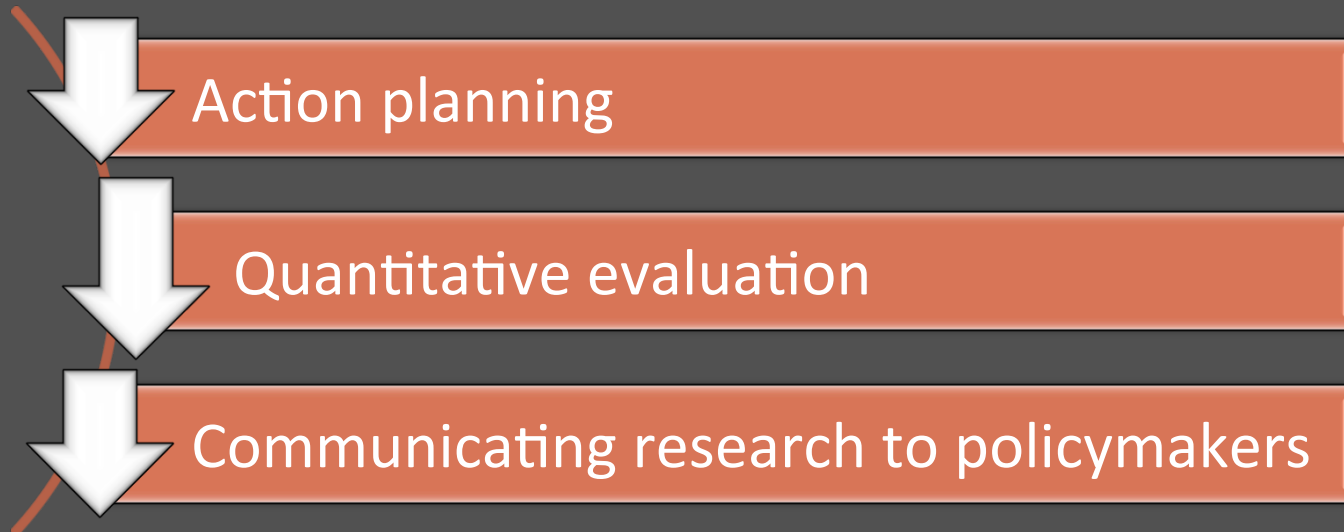 Action planning
Quantitative evaluation
Communicating research to policymakers